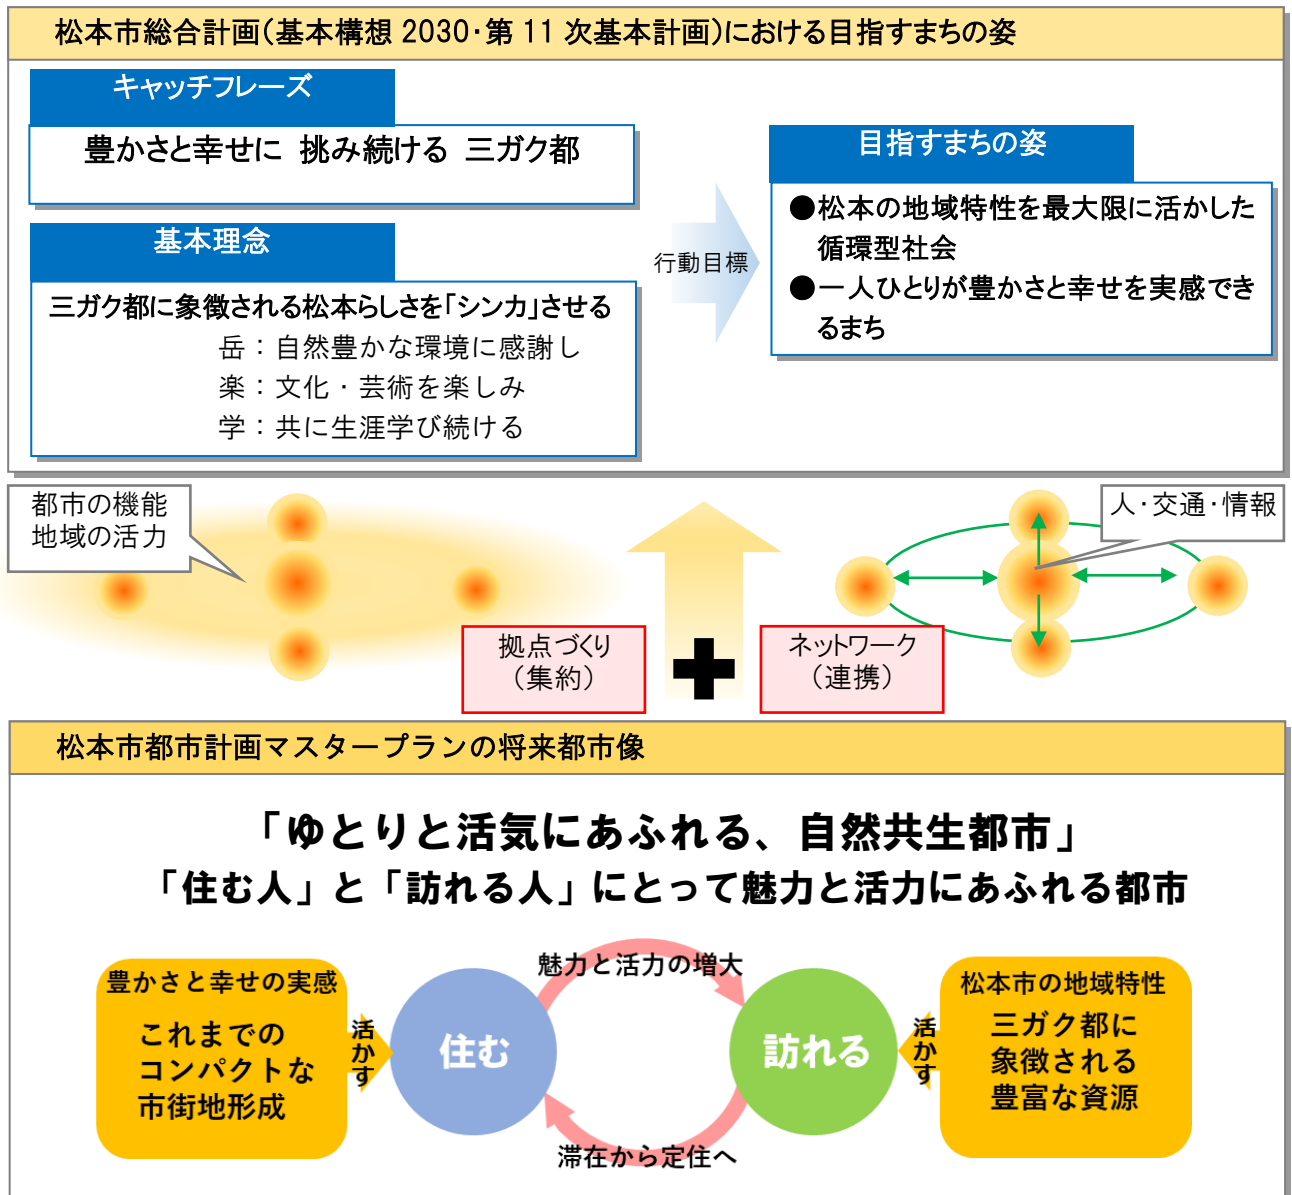 松本市総合計画(基本構想 2030・第 11 次基本計画)における目指すまちの姿
キャッチフレーズ
豊かさと幸せに 挑み続ける 三ガク都
基本理念
三ガク都に象徴される松本らしさを「シンカ」させる
岳：自然豊かな環境に感謝し
楽：文化・芸術を楽しみ
学：共に生涯学び続ける
行動目標
目指すまちの姿
●松本の地域特性を最大限に活かした
循環型社会
●一人ひとりが豊かさと幸せを実感でき
るまち
都市の機能
地域の活力
人・交通・情報
拠点づくり
（集約）
ネットワーク
（連携）
松本市都市計画マスタープランの将来都市像
「ゆとりと活気にあふれる、自然共生都市」
「住む人」と「訪れる人」にとって魅力と活力にあふれる都市
豊かさと幸せの実感
これまでの
コンパクトな
市街地形成
活かす
住む
魅力と活力の増大
滞在から定住へ
訪れる
活かす
松本市の地域特性
三ガク都に
象徴される
豊富な資源